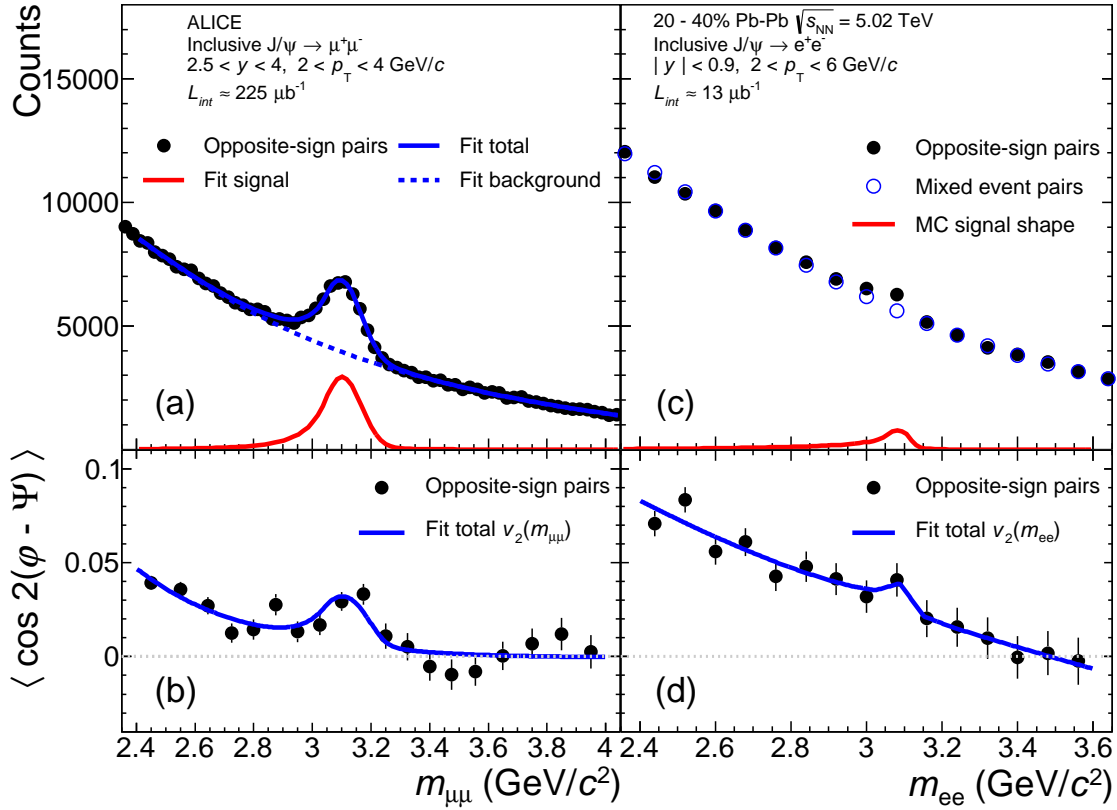 Counts
15000
10000
5000
ALICE
Inclusive J/ψ → μ⁺μ⁻
2.5 < y < 4, 2 < p_T < 4 GeV/c
L_int ≈ 225 μb⁻¹
Opposite-sign pairs
Fit total
Fit signal
Fit background
(a)
20 - 40% Pb-Pb √s_NN = 5.02 TeV
Inclusive J/ψ → e⁺e⁻
| y | < 0.9, 2 < p_T < 6 GeV/c
L_int ≈ 13 μb⁻¹
Opposite-sign pairs
Mixed event pairs
MC signal shape
(c)
⟨ cos 2(φ - Ψ) ⟩
0.1
0.05
0
Opposite-sign pairs
Fit total v₂(m_μμ)
(b)
2.4 2.6 2.8 3 3.2 3.4 3.6 3.8 4
m_μμ (GeV/c²)
Opposite-sign pairs
Fit total v₂(m_ee)
(d)
2.6 2.8 3 3.2 3.4 3.6
m_ee (GeV/c²)